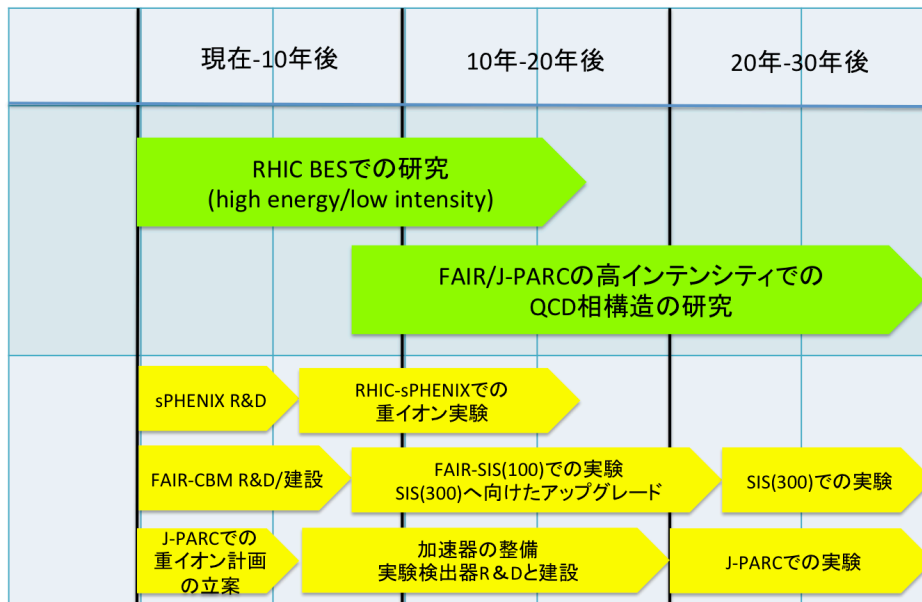 現在-10年後
10年-20年後
20年-30年後
RHIC BESでの研究
(high energy/low intensity)
FAIR/J-PARCの高インテンシティでの
QCD相構造の研究
sPHENIX R&D
RHIC-sPHENIXでの
重イオン実験
FAIR-CBM R&D/建設
FAIR-SIS(100)での実験
SIS(300)へ向けたアップグレード
SIS(300)での実験
J-PARCでの
重イオン計画
の立案
加速器の整備
実験検出器R&Dと建設
J-PARCでの実験